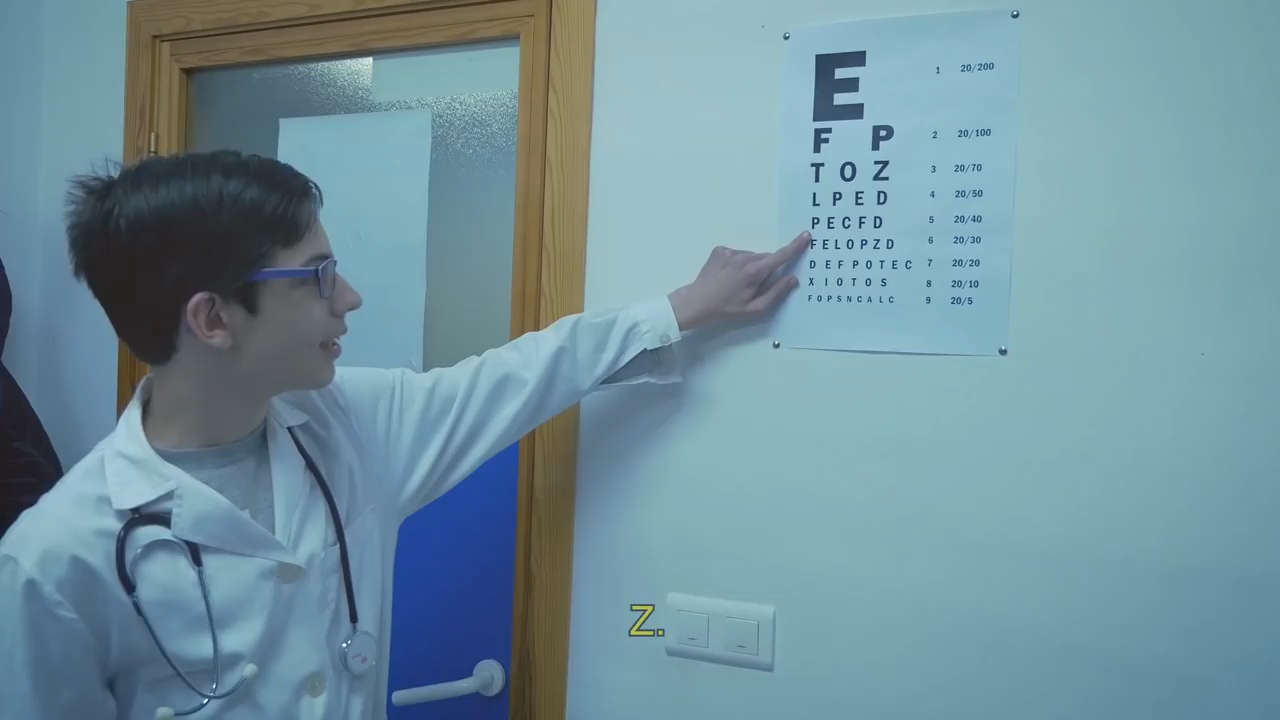 E 1 20/200
F P 2 20/100
T O Z 3 20/70
L P E D 4 20/50
P E C F D 5 20/40
F E L O P Z D 6 20/30
D E F P O T E C 7 20/20
X I O T O S 8 20/10
F O P S N C A L C 9 20/5
Z.